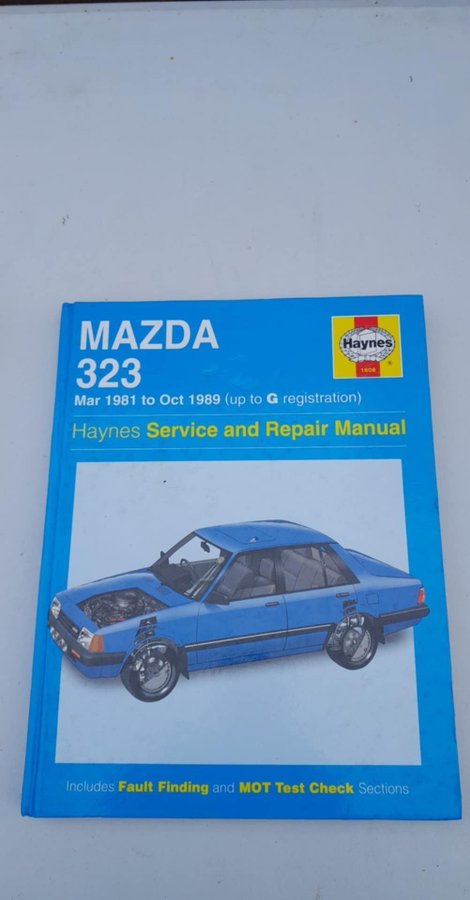 MAZDA
323
Mar 1981 to Oct 1989 (up to G registration)
Haynes
1608
®
Haynes Service and Repair Manual
Includes Fault Finding and MOT Test Check Sections